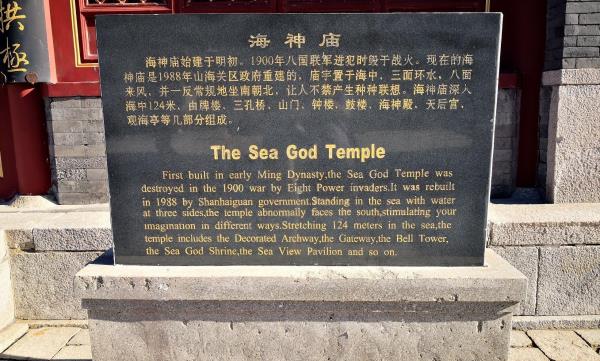 拱极
海神庙
海神庙始建于明初。1900年八国联军进犯时毁于战火。现在的海
神庙是1988年山海关区政府重建的，庙宇置于海中，三面环水，八面
来风，并一反常规地坐南朝北，让人不禁产生种种联想。海神庙深入
海中124米，由牌楼、三孔桥、山门、钟楼、鼓楼、海神殿、天后宫、
观海亭等几部分组成。
The Sea God Temple
First built in early Ming Dynasty,the Sea God Temple was
destroyed in the 1900 war by Eight Power invaders.It was rebuilt
in 1988 by Shanhaiguan government.Standing in the sea with water
at three sides,the temple abnormally faces the south,stimulating your
imagination in different ways.Stretching 124 meters in the sea,the
temple includes the Decorated Archway,the Gateway,the Bell Tower,
the Sea God Shrine,the Sea View Pavilion and so on.